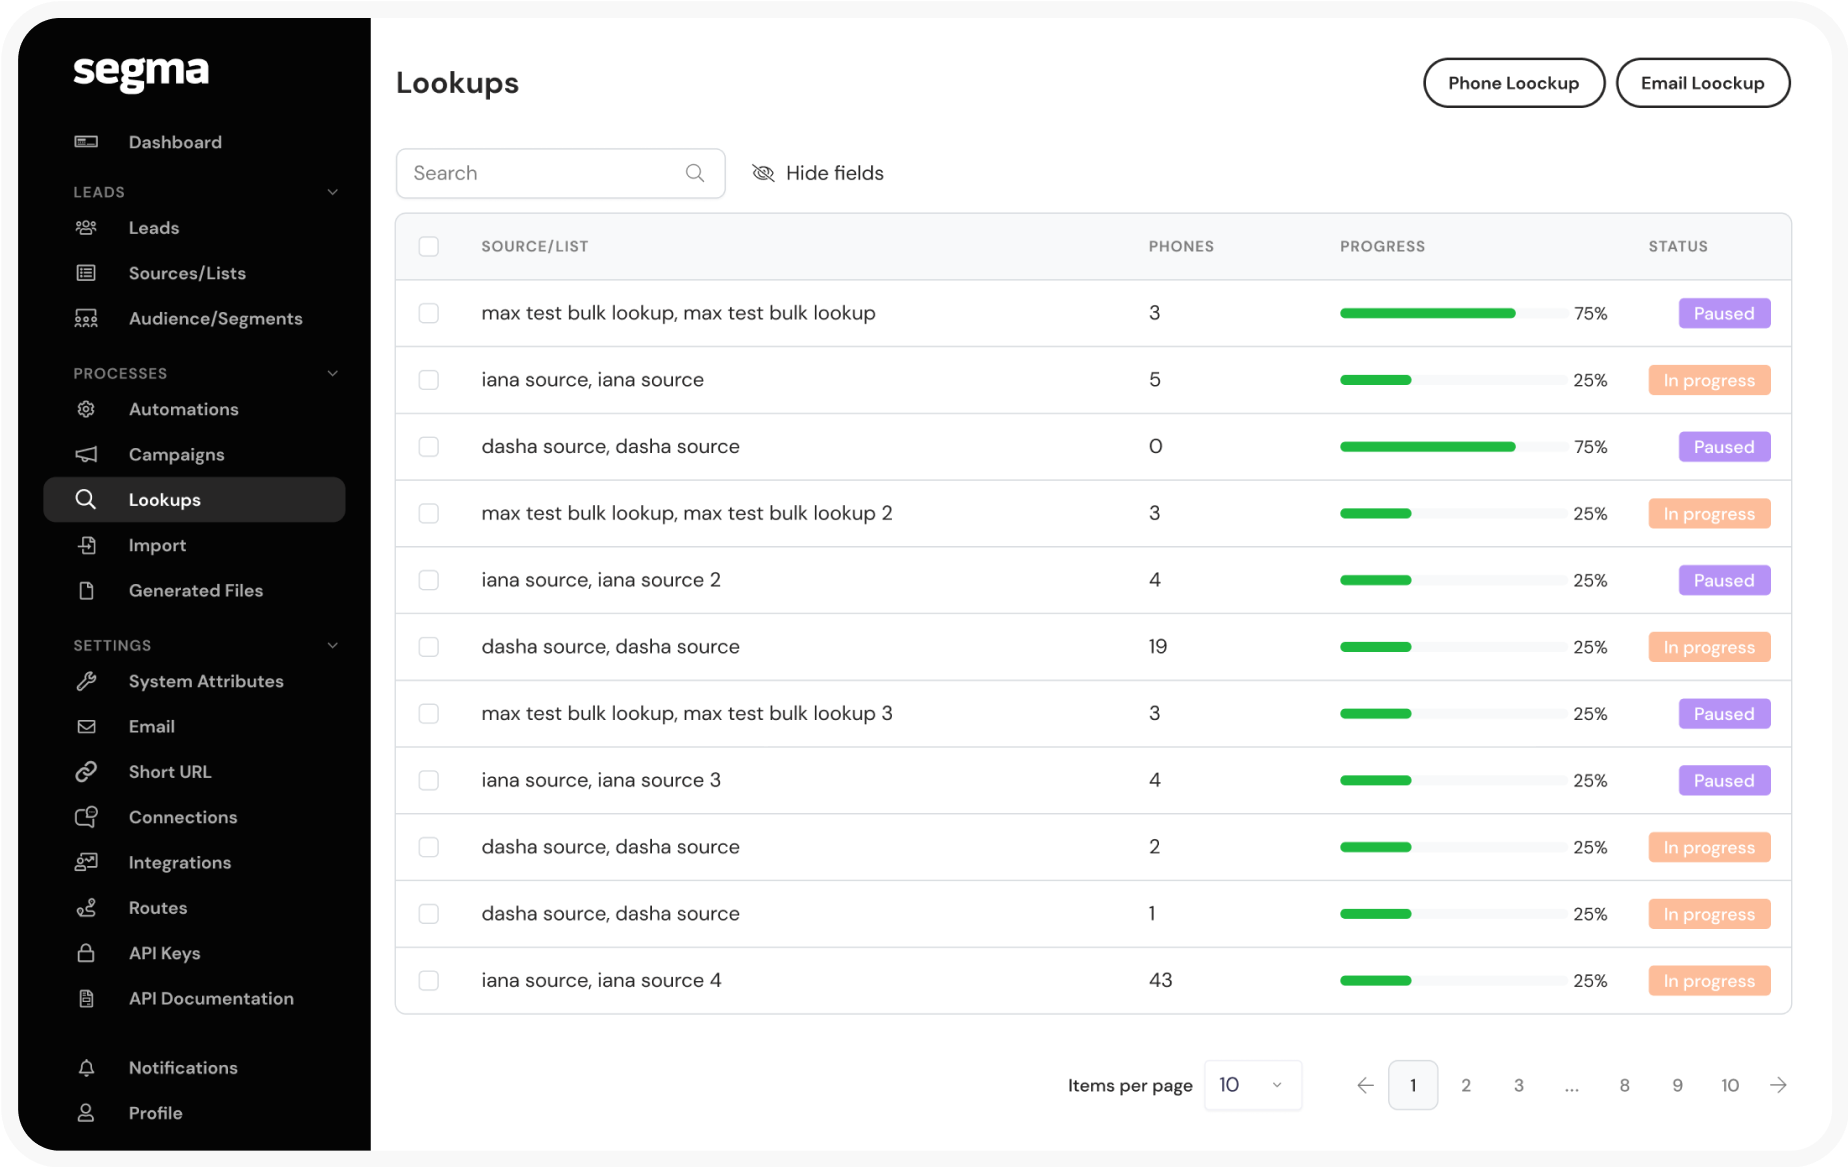 segma
Dashboard
LEADS
Leads
Sources/Lists
Audience/Segments
PROCESSES
Automations
Campaigns
Lookups
Import
Generated Files
SETTINGS
System Attributes
Email
Short URL
Connections
Integrations
Routes
API Keys
API Documentation
Notifications
Profile
Lookups
Phone Loockup
Email Loockup
Search
Hide fields
SOURCE/LIST PHONES PROGRESS STATUS
max test bulk lookup, max test bulk lookup 3 75% Paused
iana source, iana source 5 25% In progress
dasha source, dasha source 0 75% Paused
max test bulk lookup, max test bulk lookup 2 3 25% In progress
iana source, iana source 2 4 25% Paused
dasha source, dasha source 19 25% In progress
max test bulk lookup, max test bulk lookup 3 3 25% Paused
iana source, iana source 3 4 25% Paused
dasha source, dasha source 2 25% In progress
dasha source, dasha source 1 25% In progress
iana source, iana source 4 43 25% In progress
Items per page 10 1 2 3 ... 8 9 10